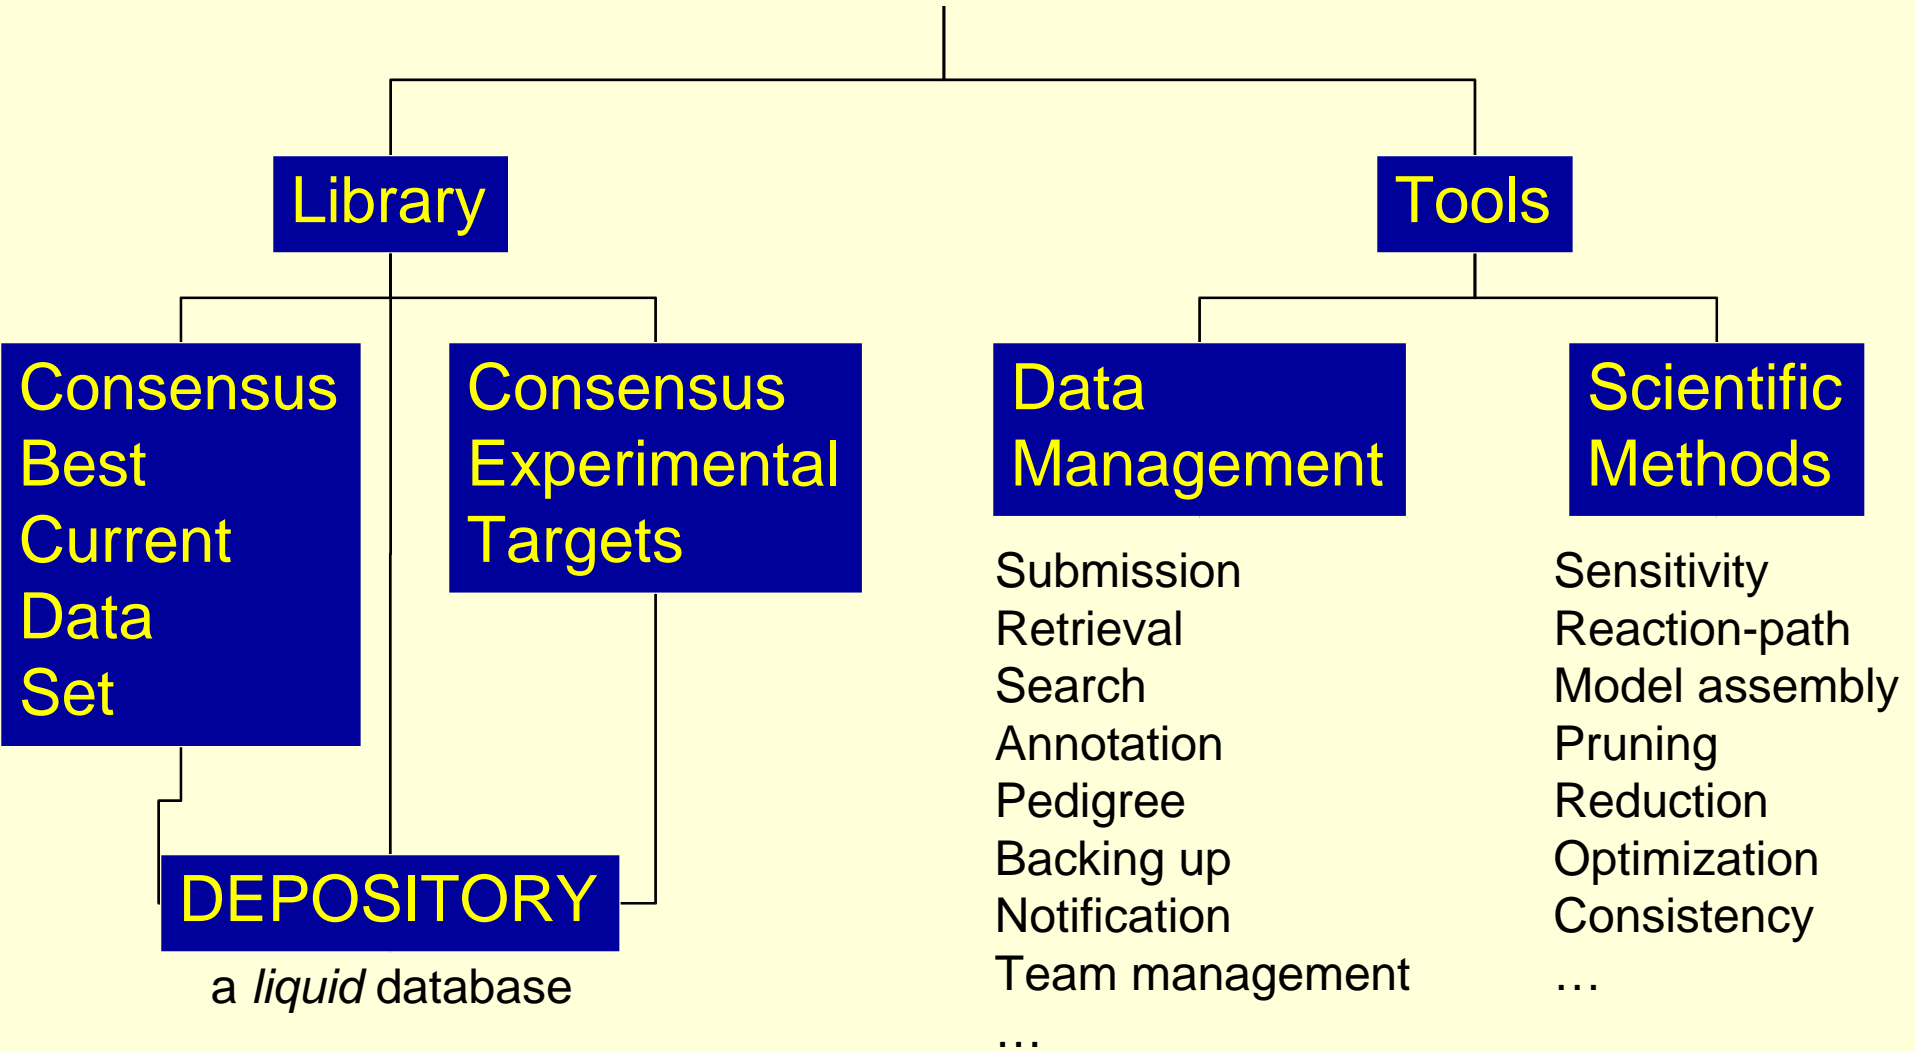 Library
Tools
Consensus
Best
Current
Data
Set
Consensus
Experimental
Targets
DEPOSITORY
a liquid database
Data
Management
Submission
Retrieval
Search
Annotation
Pedigree
Backing up
Notification
Team management
…
Scientific
Methods
Sensitivity
Reaction-path
Model assembly
Pruning
Reduction
Optimization
Consistency
…